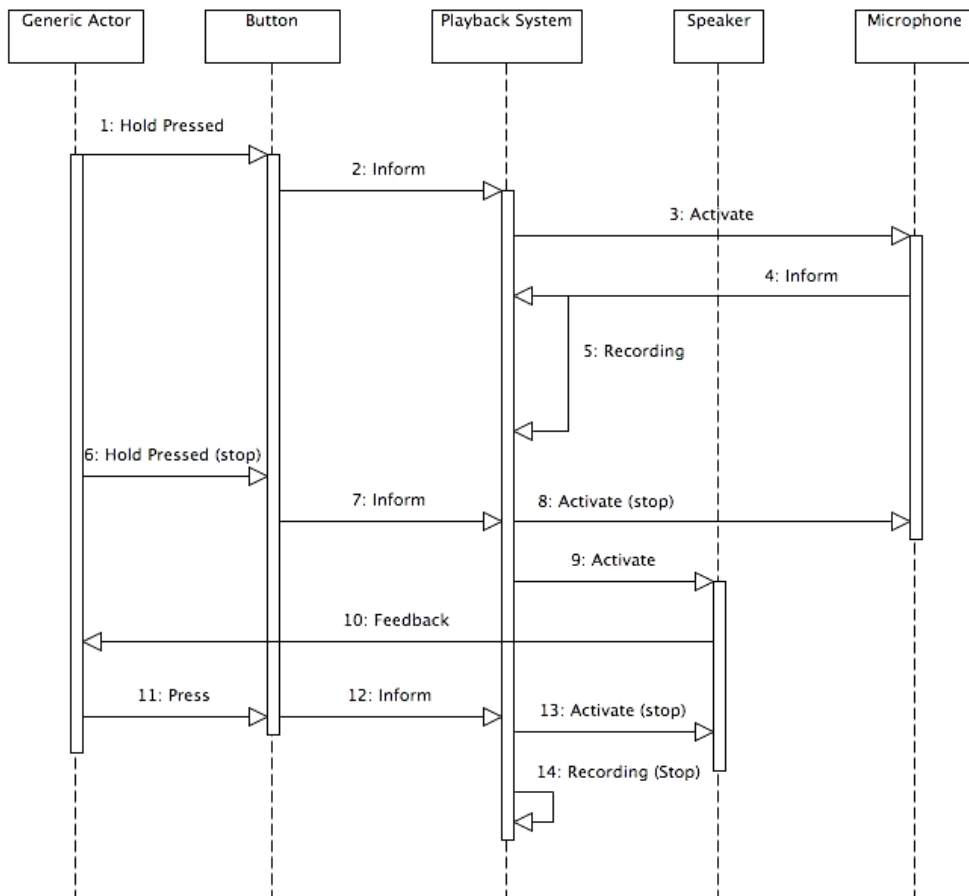 Generic Actor
Button
Playback System
Speaker
Microphone
1: Hold Pressed
2: Inform
3: Activate
4: Inform
5: Recording
6: Hold Pressed (stop)
7: Inform
8: Activate (stop)
9: Activate
10: Feedback
11: Press
12: Inform
13: Activate (stop)
14: Recording (Stop)